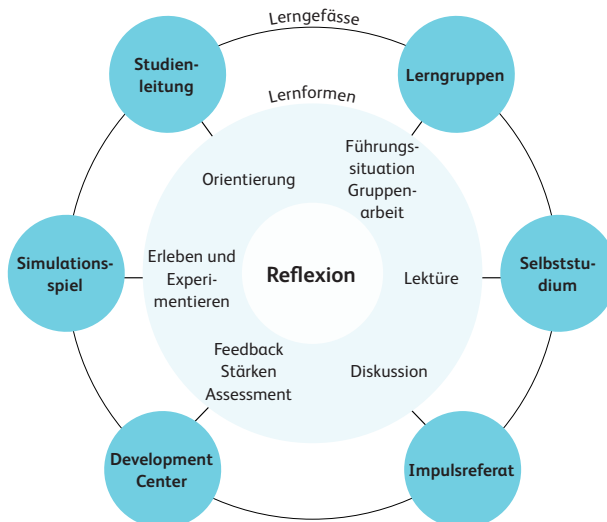 Lerngefässe
Studien-
leitung
Lerngruppen
Lernformen
Führungs-
situation
Gruppen-
arbeit
Orientierung
Simulations-
spiel
Erleben und
Experi-
mentieren
Reflexion
Lektüre
Selbststu-
dium
Feedback
Stärken
Assessment
Diskussion
Development
Center
Impulsreferat